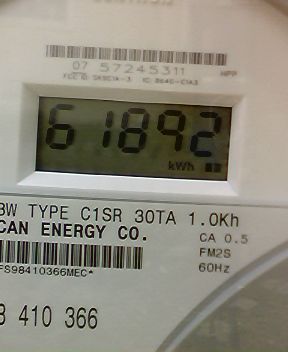 07 57245311
61892
kWh
3W TYPE C1SR 30TA 1.0Kh
CAN ENERGY CO.
CA 0.5
FM2S
60Hz
FS98410366MEC*
410 366